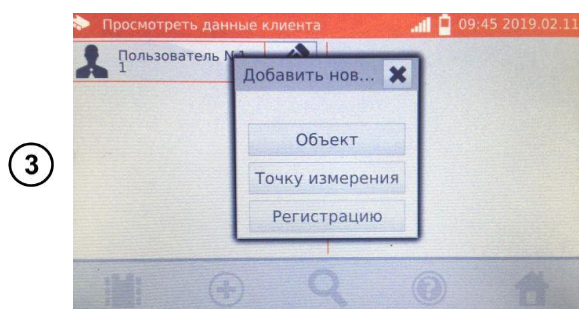 Просмотреть данные клиента 09:45 2019.02.11
Пользователь №1
1
Добавить нов...
Объект
3
Точку измерения
Регистрацию